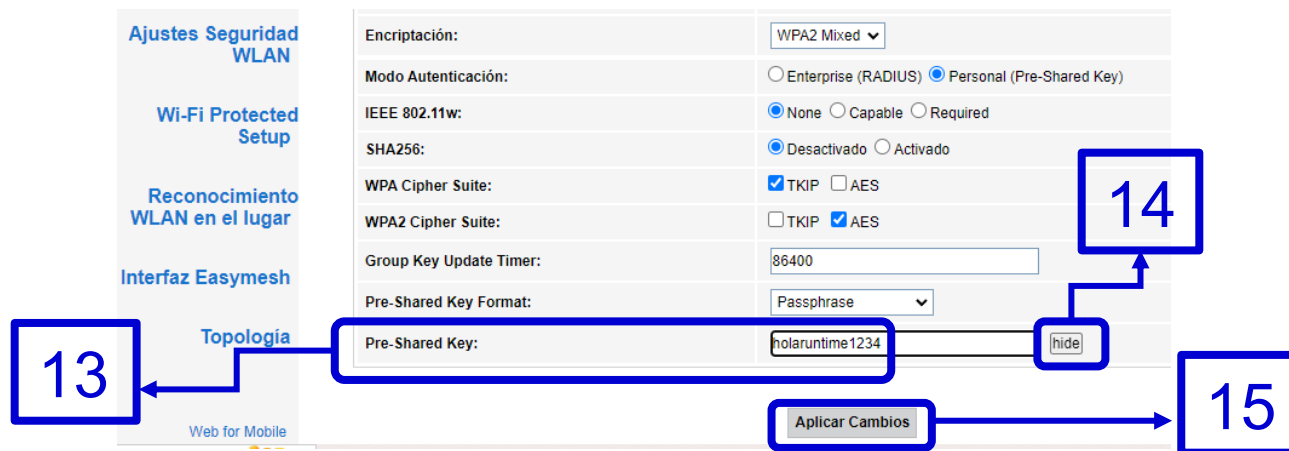 Ajustes Seguridad
WLAN
Wi-Fi Protected
Setup
Reconocimiento
WLAN en el lugar
Interfaz Easymesh
Topología
Web for Mobile
Encriptación: WPA2 Mixed
Modo Autenticación: Enterprise (RADIUS) Personal (Pre-Shared Key)
IEEE 802.11w: None Capable Required
SHA256: Desactivado Activado
WPA Cipher Suite: TKIP AES
WPA2 Cipher Suite: TKIP AES
Group Key Update Timer: 86400
Pre-Shared Key Format: Passphrase
Pre-Shared Key: holaruntime1234 hide
Aplicar Cambios
13
14
15